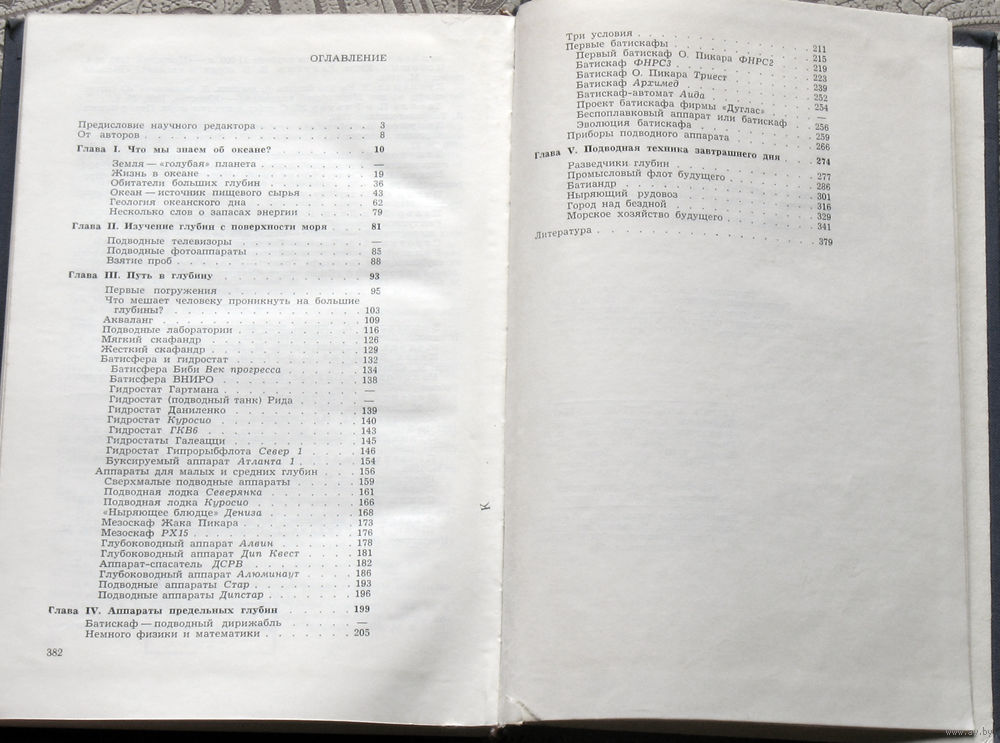 ОГЛАВЛЕНИЕ
Предисловие научного редактора . . . . . . . . . . 3
От авторов . . . . . . . . . . 8
Глава I. Что мы знаем об океане? . . . . . . . . . . 10
Земля — «голубая» планета . . . . . . . . . . —
Жизнь в океане . . . . . . . . . . 19
Обитатели больших глубин . . . . . . . . . . 36
Океан — источник пищевого сырья . . . . . . . . . . 43
Геология океанского дна . . . . . . . . . . 62
Несколько слов о запасах энергии . . . . . . . . . . 79
Глава II. Изучение глубин с поверхности моря . . 81
Подводные телевизоры . . . . . . . . . . —
Подводные фотоаппараты . . . . . . . . . . 85
Взятие проб . . . . . . . . . . 88
Глава III. Путь в глубину . . . . . . . . . . 93
Первые погружения . . . . . . . . . . 95
Что мешает человеку проникнуть на большие
глубины? . . . . . . . . . . 103
Акваланг . . . . . . . . . . 109
Подводные лаборатории . . . . . . . . . . 116
Мягкий скафандр . . . . . . . . . . 126
Жесткий скафандр . . . . . . . . . . 129
Батисфера и гидростат . . . . . . . . . . 132
Батисфера Биби Век прогресса . . . . . 134
Батисфера ВНИРО . . . . . . . . . . 138
Гидростат Гартмана . . . . . . . . . . —
Гидростат (подводный танк) Рида . . . . . —
Гидростат Даниленко . . . . . . . . . . 139
Гидростат Куросио . . . . . . . . . . 140
Гидростат ГКВ6 . . . . . . . . . . 143
Гидростаты Галеацци . . . . . . . . . . 145
Гидростат Гипрорыбфлота Север 1 . . . . 146
Буксируемый аппарат Атланта 1 . . . . . 154
Аппараты для малых и средних глубин . . . 156
Сверхмалые подводные аппараты . . . . . 159
Подводная лодка Северянка . . . . . . . 161
Подводная лодка Куросио . . . . . . . . 166
«Ныряющее блюдце» Дениза . . . . . . . 168
Мезоскаф Жака Пикара . . . . . . . . . 173
Мезоскаф РХ15 . . . . . . . . . . 176
Глубоководный аппарат Алвин . . . . . . 178
Глубоководный аппарат Дип Квест . . . . 181
Аппарат-спасатель ДСРВ . . . . . . . . 182
Глубоководный аппарат Алюминаут . . . . 186
Подводные аппараты Стар . . . . . . . . 193
Подводные аппараты Дипстар . . . . . . 196
Глава IV. Аппараты предельных глубин . . . . . 199
Батискаф — подводный дирижабль . . . . . —
Немного физики и математики . . . . . . . 205
382
К
Три условия . . . . . . . . . . 211
Первые батискафы . . . . . . . . . . 215
Первый батискаф О. Пикара ФНРС2 . . . 219
Батискаф ФНРС3 . . . . . . . . . . 223
Батискаф О. Пикара Триест . . . . . . . 239
Батискаф Архимед . . . . . . . . . . 252
Батискаф-автомат Аида . . . . . . . . . 254
Проект батискафа фирмы «Дуглас» . . . . —
Беспоплавковый аппарат или батискаф . . 256
Эволюция батискафа . . . . . . . . . . 259
Приборы подводного аппарата . . . . . . . 266
Глава V. Подводная техника завтрашнего дня . . 274
Разведчики глубин . . . . . . . . . . 277
Промысловый флот будущего . . . . . . . 286
Батиандр . . . . . . . . . . 301
Ныряющий рудовоз . . . . . . . . . . 316
Город над бездной . . . . . . . . . . 329
Морское хозяйство будущего . . . . . . . 341
Литература . . . . . . . . . . 379
www.ay.by